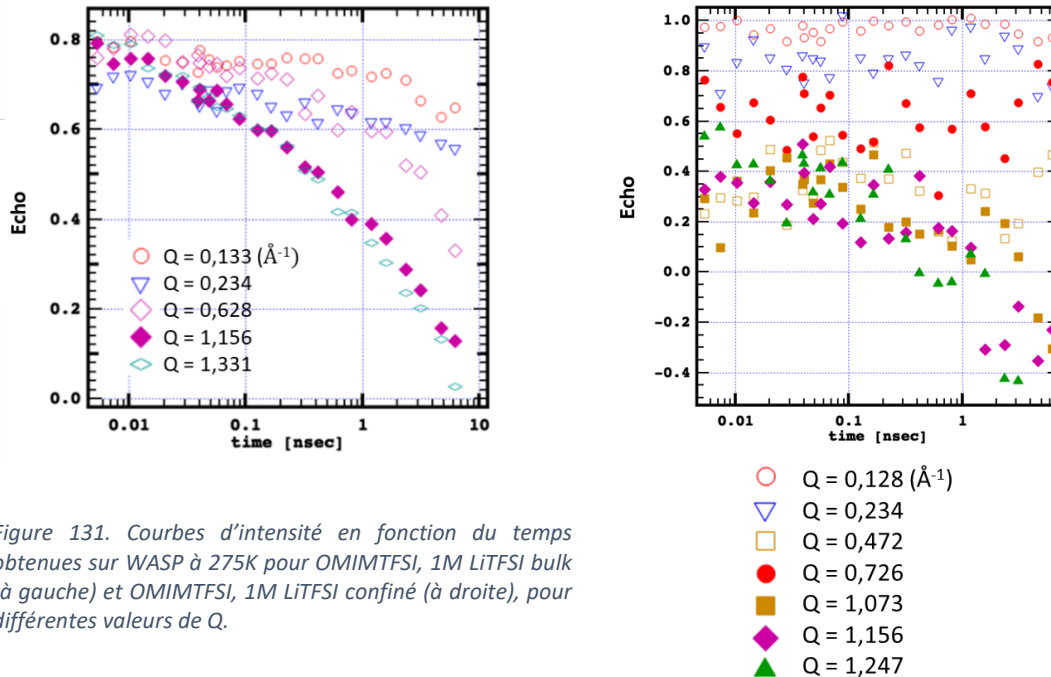 0.8
0.6
0.4
0.2
0.0
Echo
Q = 0,133 (Å⁻¹)
Q = 0,234
Q = 0,628
Q = 1,156
Q = 1,331
0.01
0.1
1
10
time [nsec]
1.0
0.8
0.6
0.4
0.2
0.0
-0.2
-0.4
Echo
0.01
0.1
1
time [nsec]
Q = 0,128 (Å⁻¹)
Q = 0,234
Q = 0,472
Q = 0,726
Q = 1,073
Q = 1,156
Q = 1,247
Figure 131. Courbes d’intensité en fonction du temps
obtenues sur WASP à 275K pour OMIMTFSI, 1M LiTFSI bulk
(à gauche) et OMIMTFSI, 1M LiTFSI confiné (à droite), pour
différentes valeurs de Q.